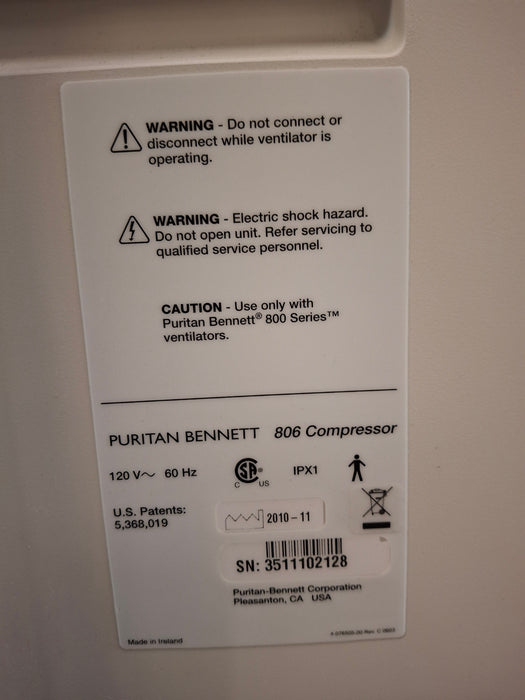 WARNING - Do not connect or
disconnect while ventilator is
operating.
WARNING - Electric shock hazard.
Do not open unit. Refer servicing to
qualified service personnel.
CAUTION - Use only with
Puritan Bennett® 800 Series™
ventilators.
PURITAN BENNETT 806 Compressor
120 V~ 60 Hz
SA®
C US
IPX1
U.S. Patents:
5,368,019
2010-11
SN: 3511102128
Puritan-Bennett Corporation
Pleasanton, CA USA
Made in Ireland